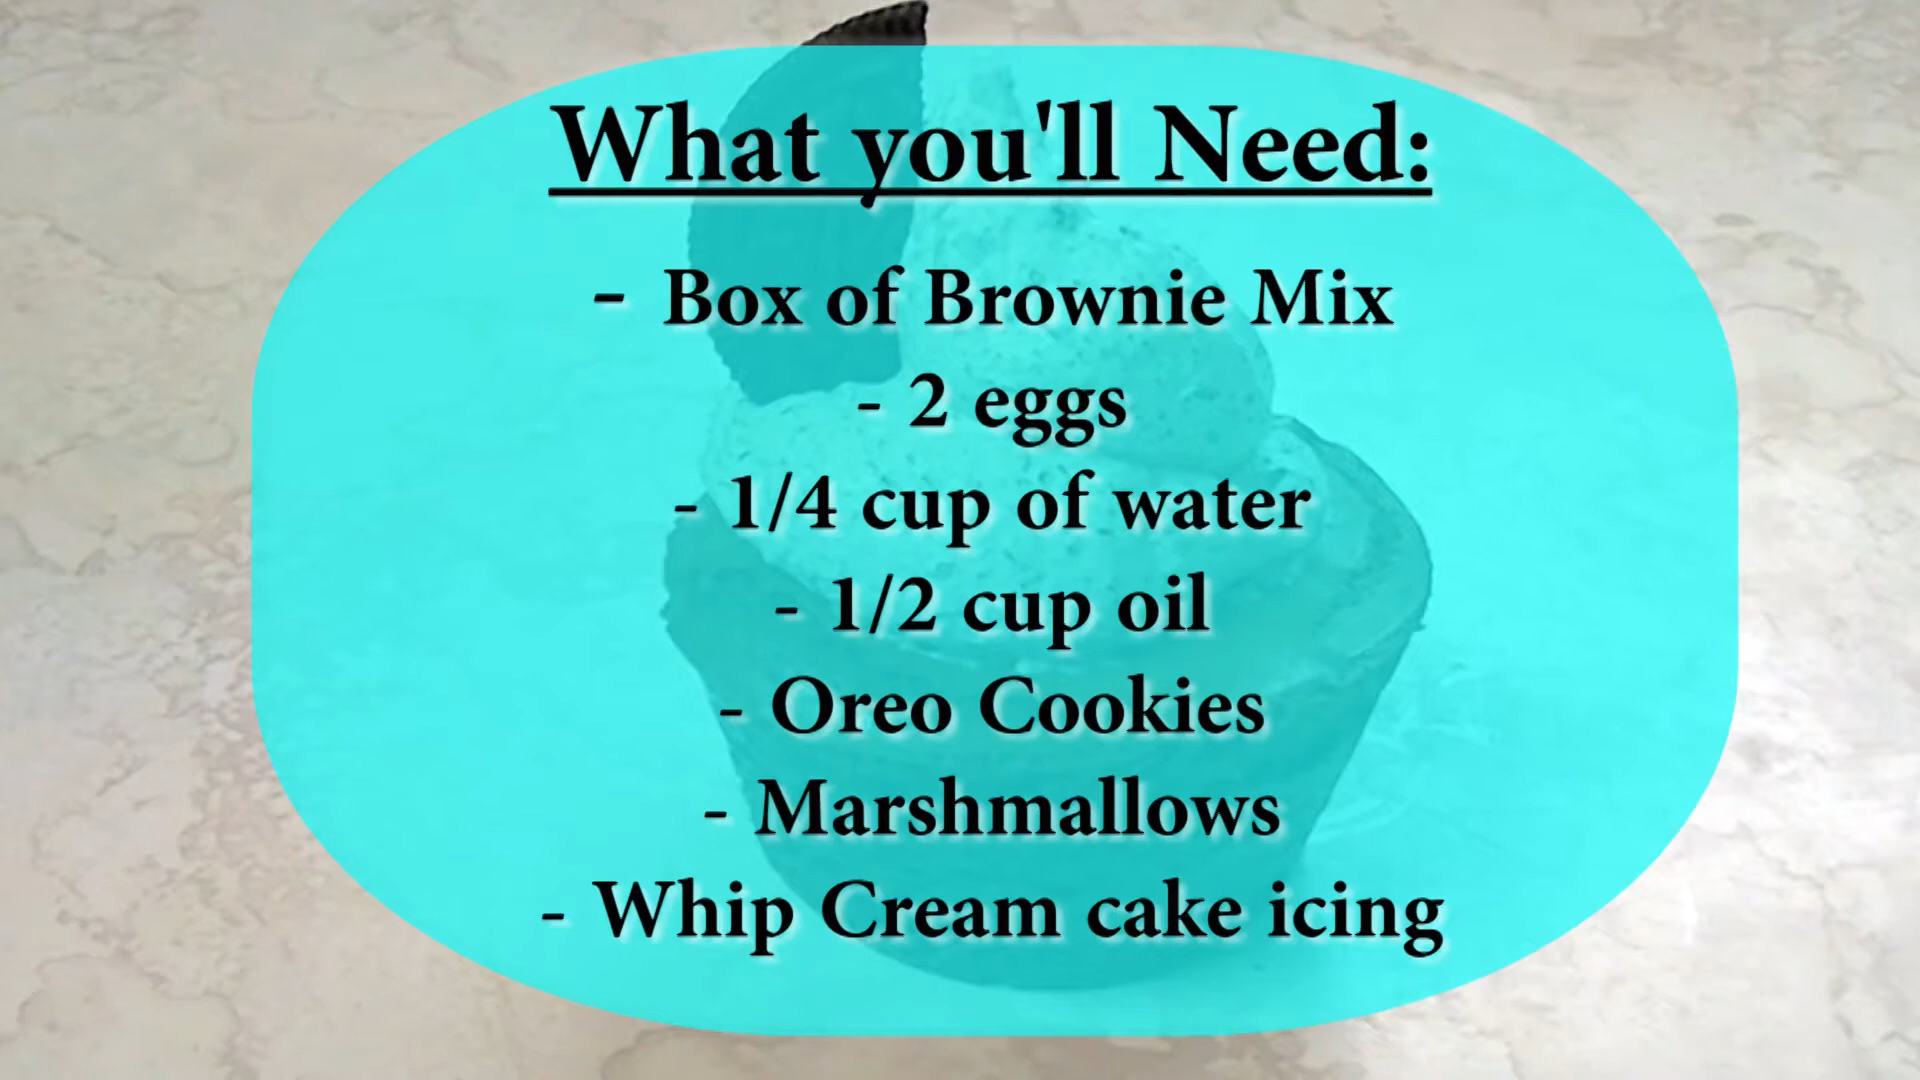 What you'll Need:
- Box of Brownie Mix
- 2 eggs
- 1/4 cup of water
- 1/2 cup oil
- Oreo Cookies
- Marshmallows
- Whip Cream cake icing